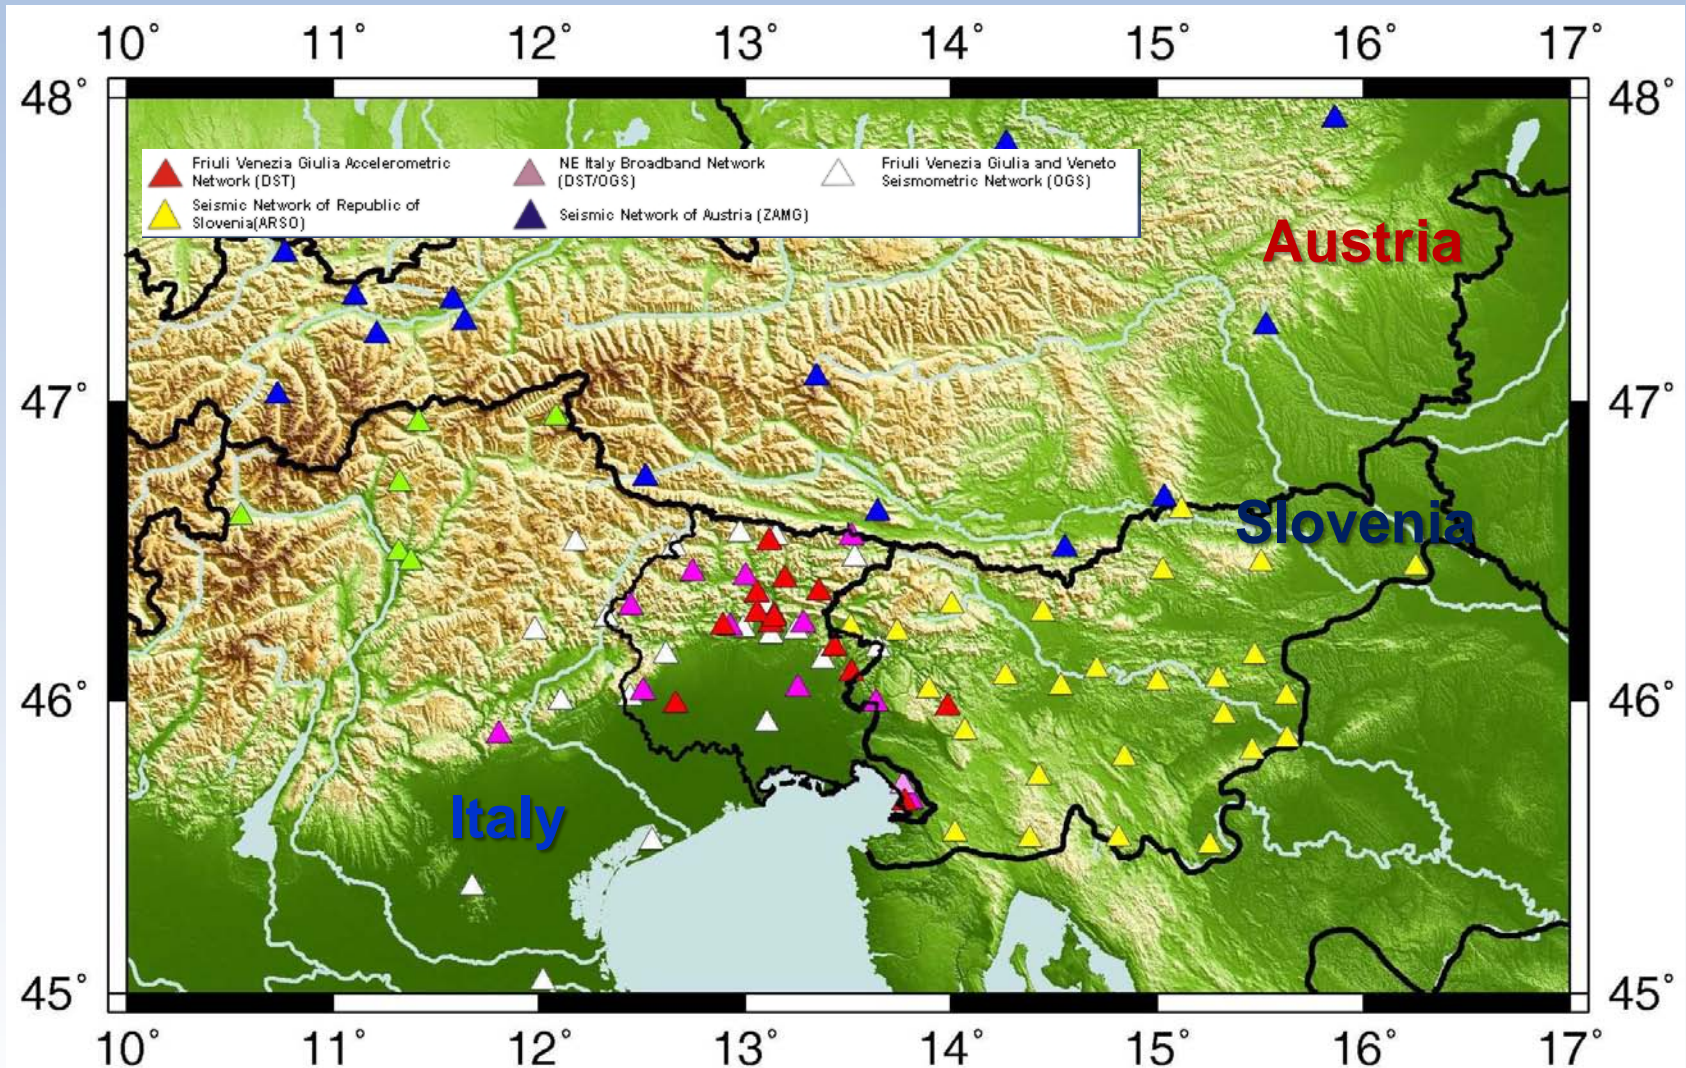 10° 11° 12° 13° 14° 15° 16° 17°
48° 48°
Friuli Venezia Giulia Accelerometric
Network (DST)
NE Italy Broadband Network
(DST/OGS)
Friuli Venezia Giulia and Veneto
Seismometric Network (OGS)
Seismic Network of Republic of
Slovenia(ARSO)
Seismic Network of Austria (ZAMG)
Austria
47° 47°
Slovenia
46° 46°
Italy
45° 45°
10° 11° 12° 13° 14° 15° 16° 17°